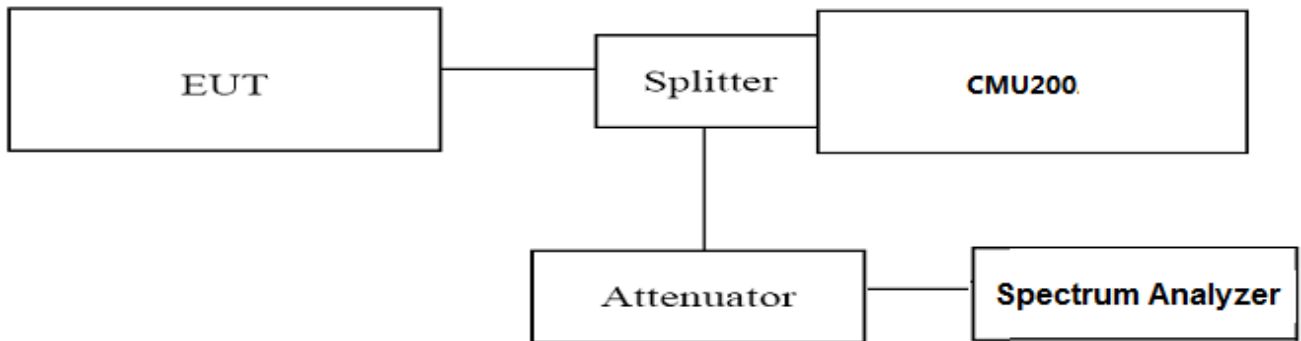 EUT
Splitter
CMU200.
Attenuator
Spectrum Analyzer